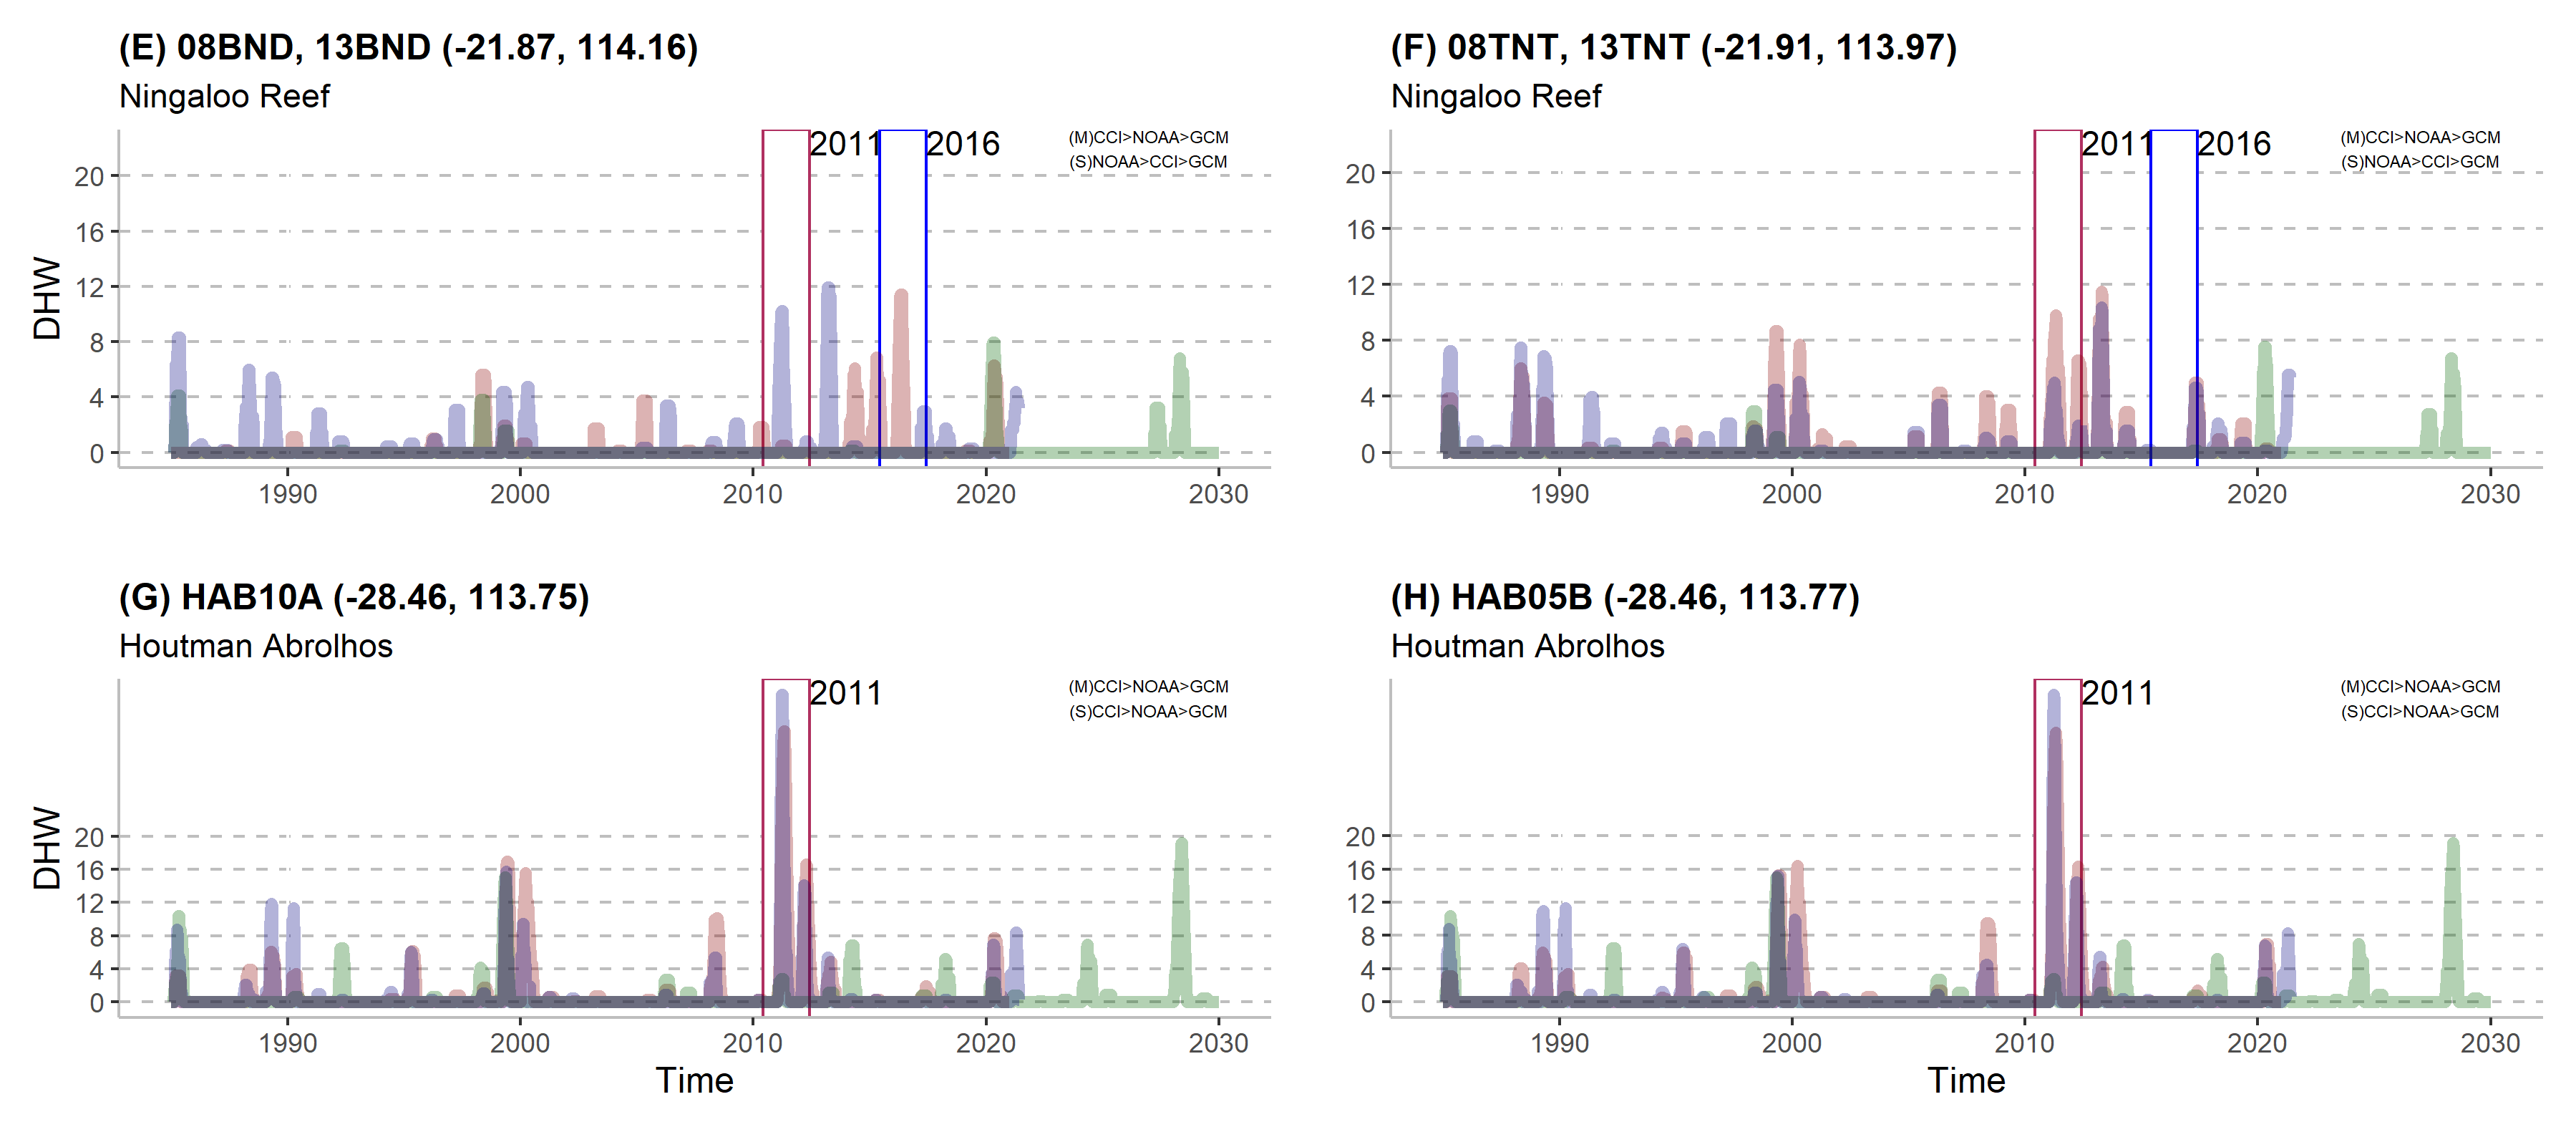 (E) 08BND, 13BND (-21.87, 114.16)
Ningaloo Reef
2011
2016
(M)CCI>NOAA>GCM
(S)NOAA>CCI>GCM
DHW
20
16
12
8
4
0
1990
2000
2010
2020
2030
(F) 08TNT, 13TNT (-21.91, 113.97)
Ningaloo Reef
2011
2016
(M)CCI>NOAA>GCM
(S)NOAA>CCI>GCM
20
16
12
8
4
0
1990
2000
2010
2020
2030
(G) HAB10A (-28.46, 113.75)
Houtman Abrolhos
2011
(M)CCI>NOAA>GCM
(S)CCI>NOAA>GCM
DHW
20
16
12
8
4
0
1990
2000
2010
2020
2030
Time
(H) HAB05B (-28.46, 113.77)
Houtman Abrolhos
2011
(M)CCI>NOAA>GCM
(S)CCI>NOAA>GCM
20
16
12
8
4
0
1990
2000
2010
2020
2030
Time